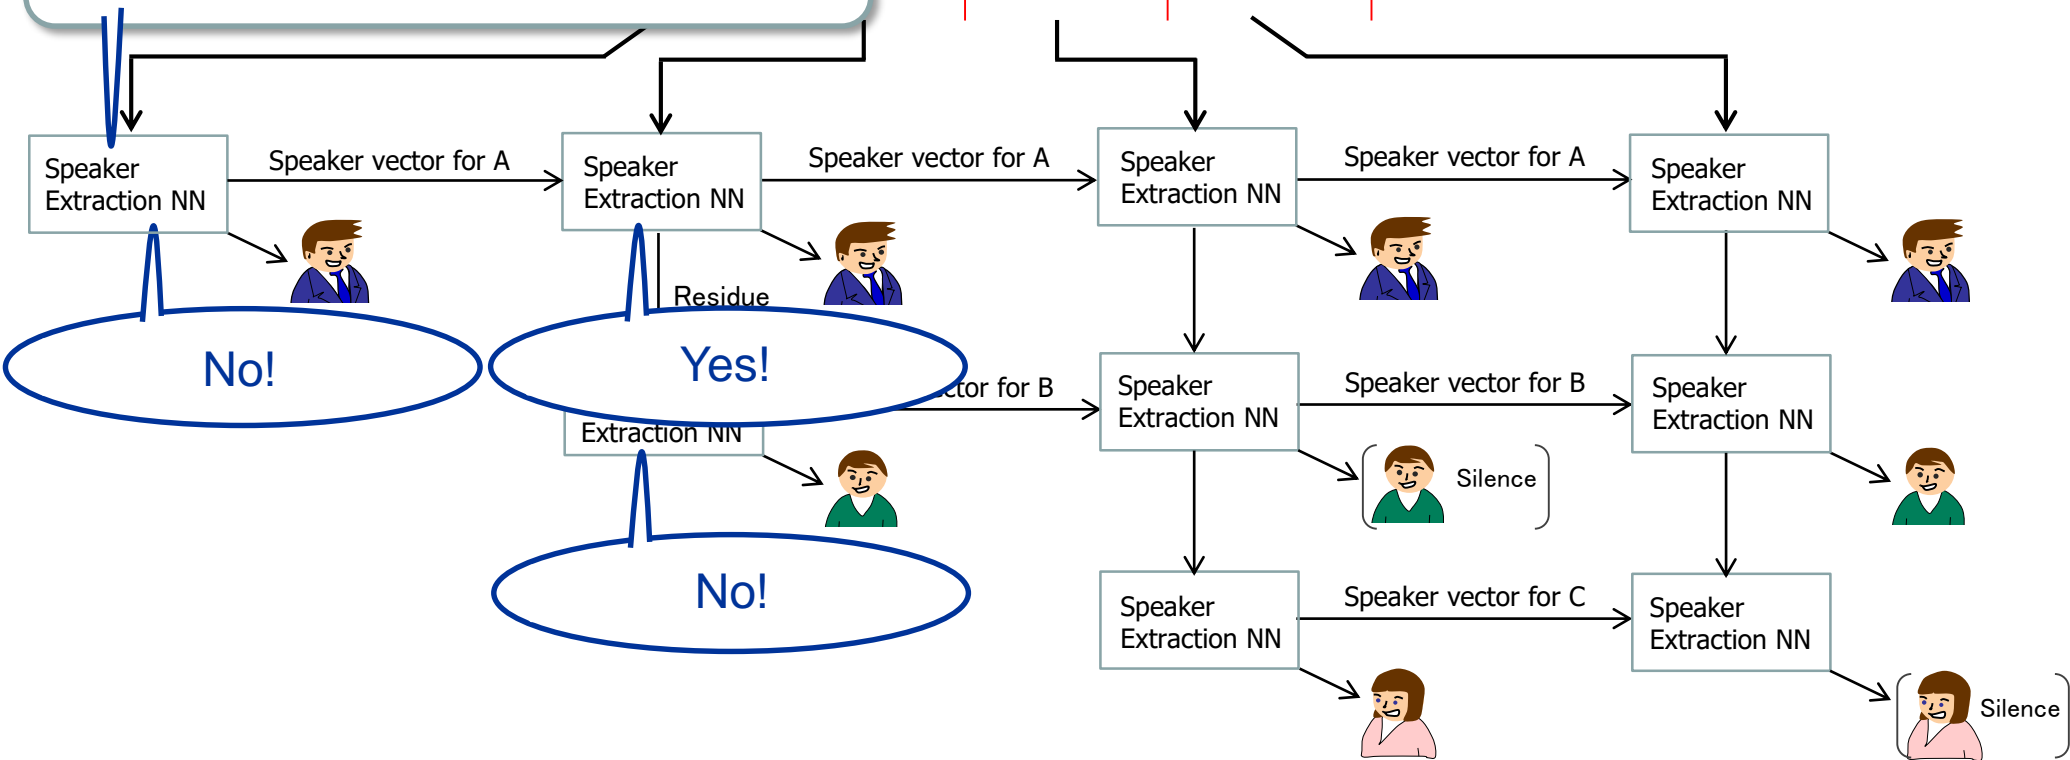 Speaker
Extraction NN
Speaker vector for A
Speaker
Extraction NN
Speaker vector for A
Speaker
Extraction NN
Speaker vector for A
Speaker
Extraction NN
Residue
No!
Yes!
for B
Speaker
Extraction NN
Speaker vector for B
Speaker
Extraction NN
Extraction NN
Silence
No!
Speaker
Extraction NN
Speaker vector for C
Speaker
Extraction NN
Silence